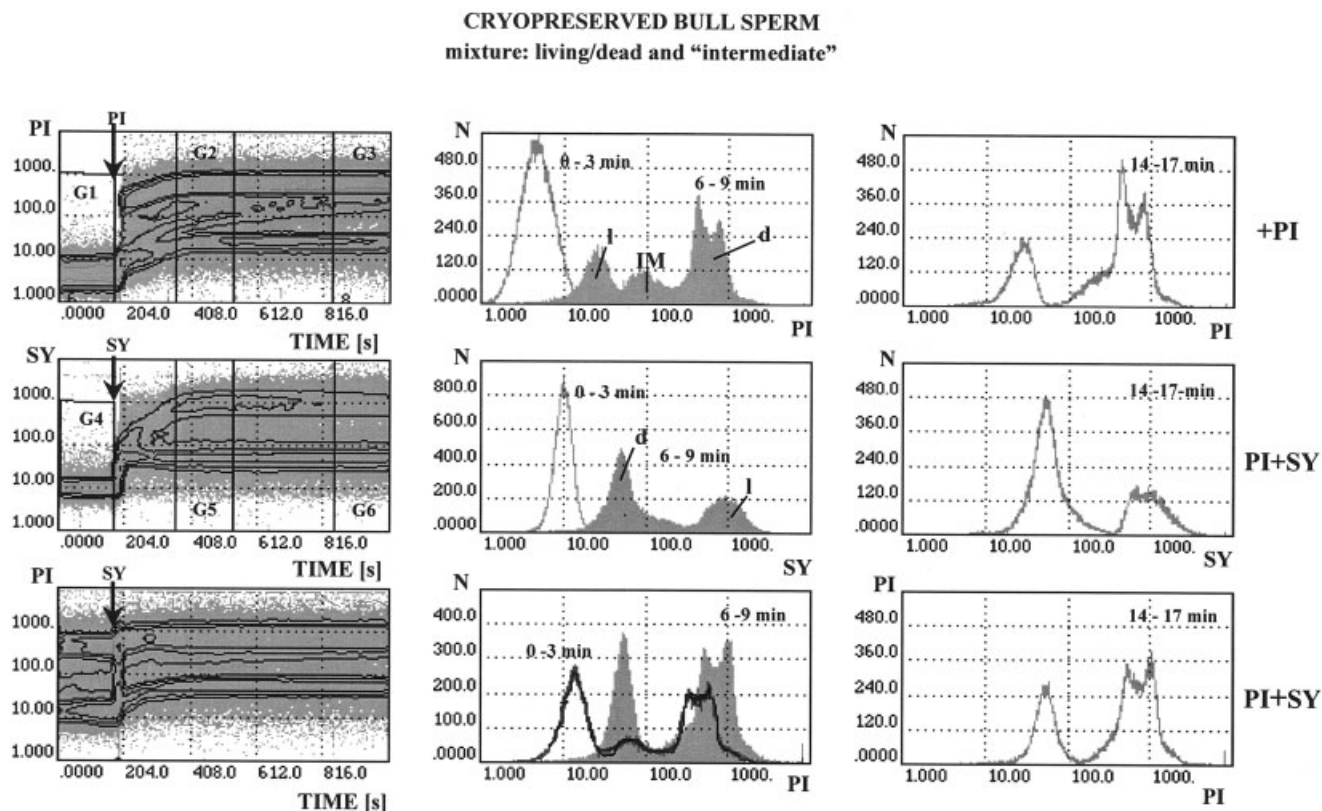 CRYOPRESERVED BULL SPERM
mixture: living/dead and “intermediate”
PI
PI
1000.
100.0
10.00
1.000
G1
G2
G3
8
.0000 204.0 408.0 612.0 816.0
TIME [s]
N
480.0
360.0
240.0
120.0
.0000
0 - 3 min
6 - 9 min
l
IM
d
1.000 10.00 100.0 1000.
PI
N
480.0
360.0
240.0
120.0
.0000
14 -17 min
1.000 10.00 100.0 1000.
PI
+PI
SY
SY
1000.
100.0
10.00
1.000
G4
G5
G6
.0000 204.0 408.0 612.0 816.0
TIME [s]
N
800.0
600.0
400.0
200.0
.0000
0 - 3 min
d
6 - 9 min
l
1.000 10.00 100.0 1000.
SY
N
480.0
360.0
240.0
120.0
.0000
14 -17-min
1.000 10.00 100.0 1000.
SY
PI+SY
PI
SY
1000.
100.0
10.00
1.000
.0000 204.0 408.0 612.0 816.0
TIME [s]
N
400.0
300.0
200.0
100.0
.0000
0 -3 min
6 -9 min
1.000 10.00 100.0 1000.
PI
PI
480.0
360.0
240.0
120.0
.0000
14 - 17 min
1.000 10.00 100.0 1000.
PI
PI+SY